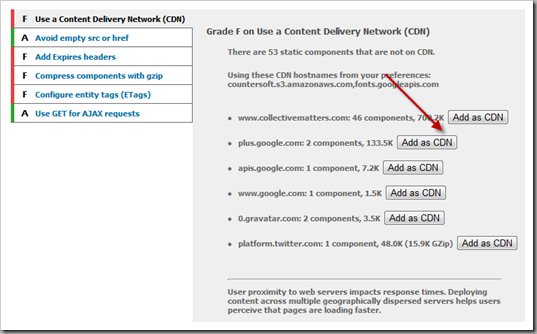 F Use a Content Delivery Network (CDN)
A Avoid empty src or href
F Add Expires headers
F Compress components with gzip
F Configure entity tags (ETags)
A Use GET for AJAX requests
Grade F on Use a Content Delivery Network (CDN)
There are 53 static components that are not on CDN.
Using these CDN hostnames from your preferences:
countersoft.s3.amazonaws.com,fonts.googleapis.com
• www.collectivematters.com: 46 components, 700.2K Add as CDN
• plus.google.com: 2 components, 133.5K Add as CDN
• apis.google.com: 1 component, 7.2K Add as CDN
• www.google.com: 1 component, 1.5K Add as CDN
• 0.gravatar.com: 2 components, 3.5K Add as CDN
• platform.twitter.com: 1 component, 48.0K (15.9K GZip) Add as CDN
User proximity to web servers impacts response times. Deploying
content across multiple geographically dispersed servers helps users
perceive that pages are loading faster.